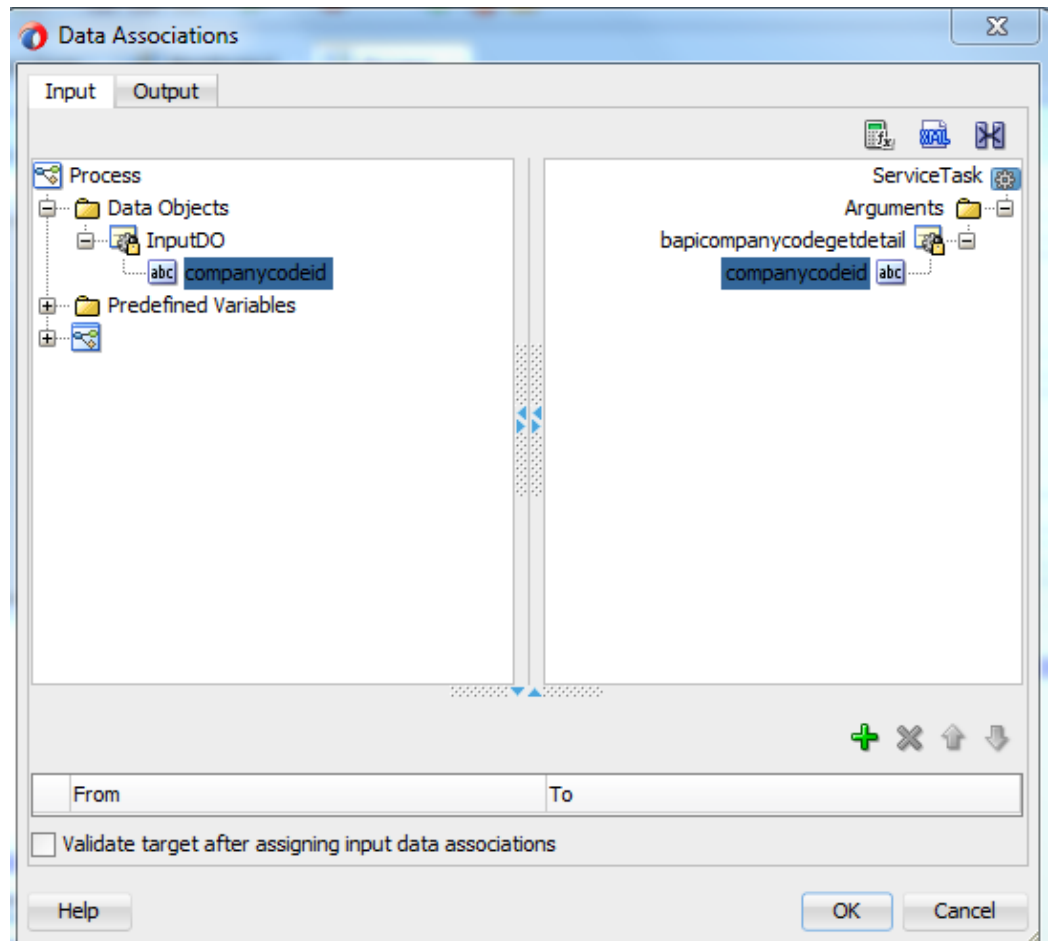 Data Associations
Input Output
Process
ServiceTask
Data Objects
Arguments
InputDO
bapicompanycodegetdetail
abc companycodeid
companycodeid abc
Predefined Variables
From To
Validate target after assigning input data associations
Help OK Cancel